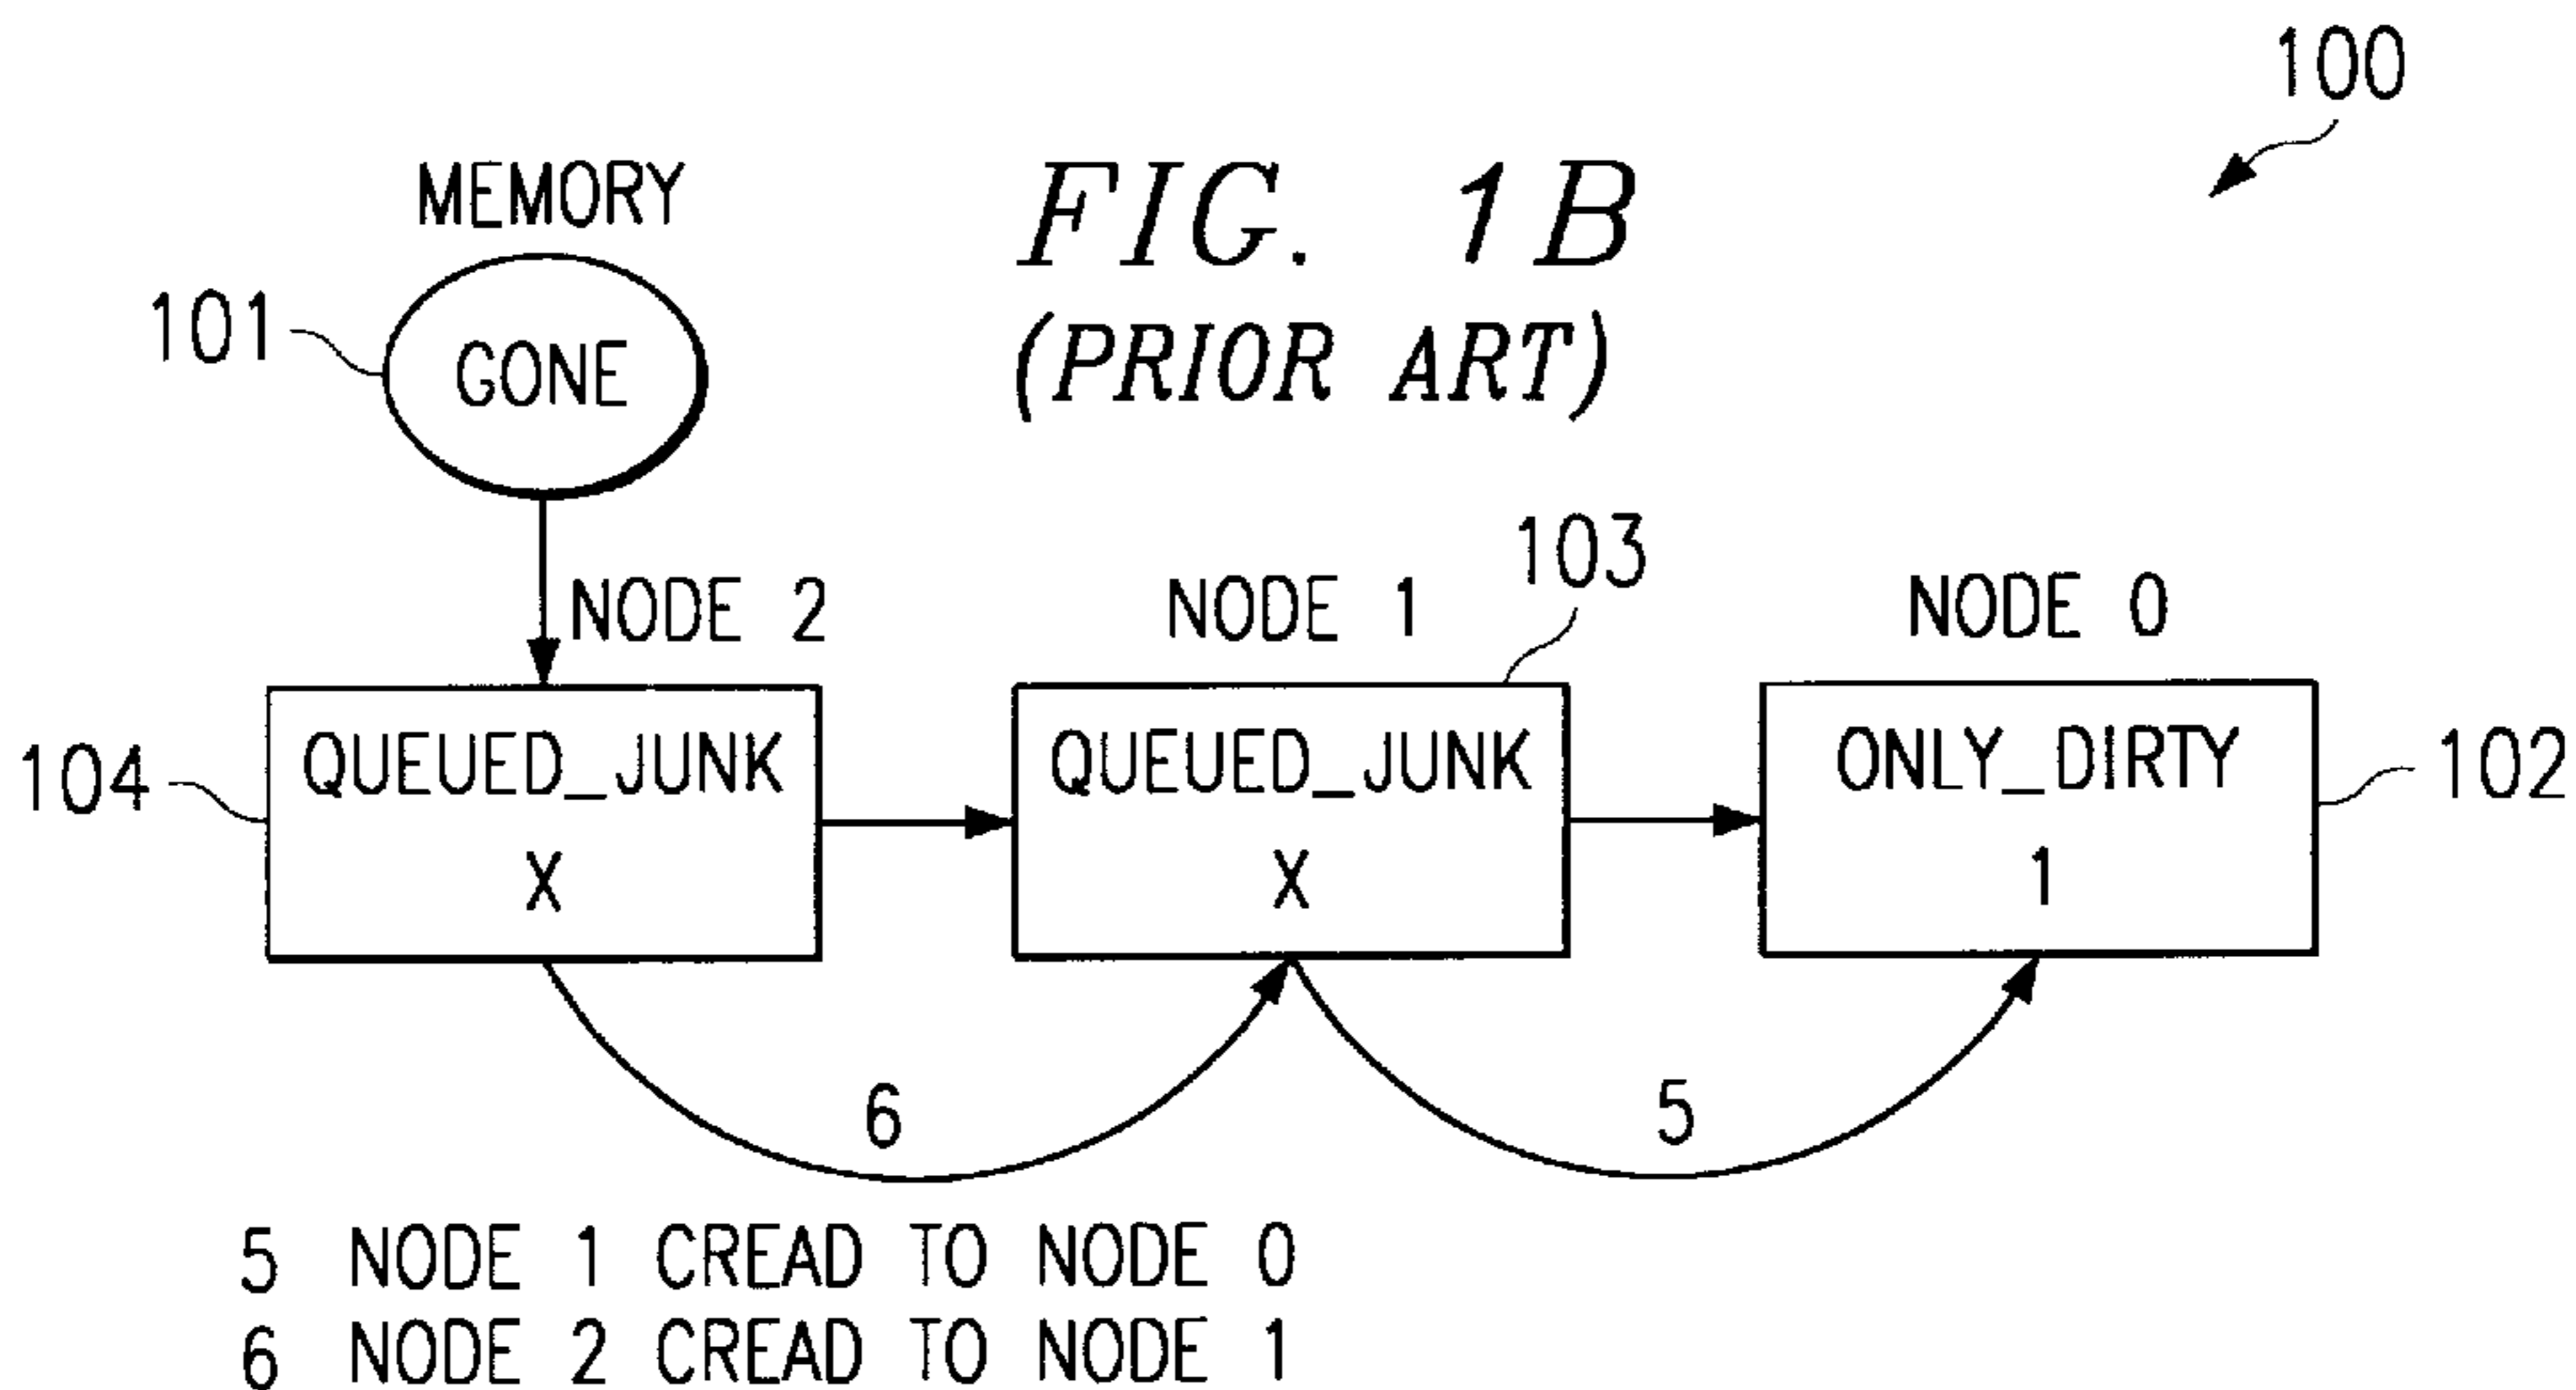 100
MEMORY
FIG. 1B
(PRIOR ART)
101
GONE
103
NODE 2
NODE 1
NODE 0
104
QUEUED_JUNK
X
QUEUED_JUNK
X
ONLY_DIRTY
1
102
6
5
5 NODE 1 CREAD TO NODE 0
6 NODE 2 CREAD TO NODE 1